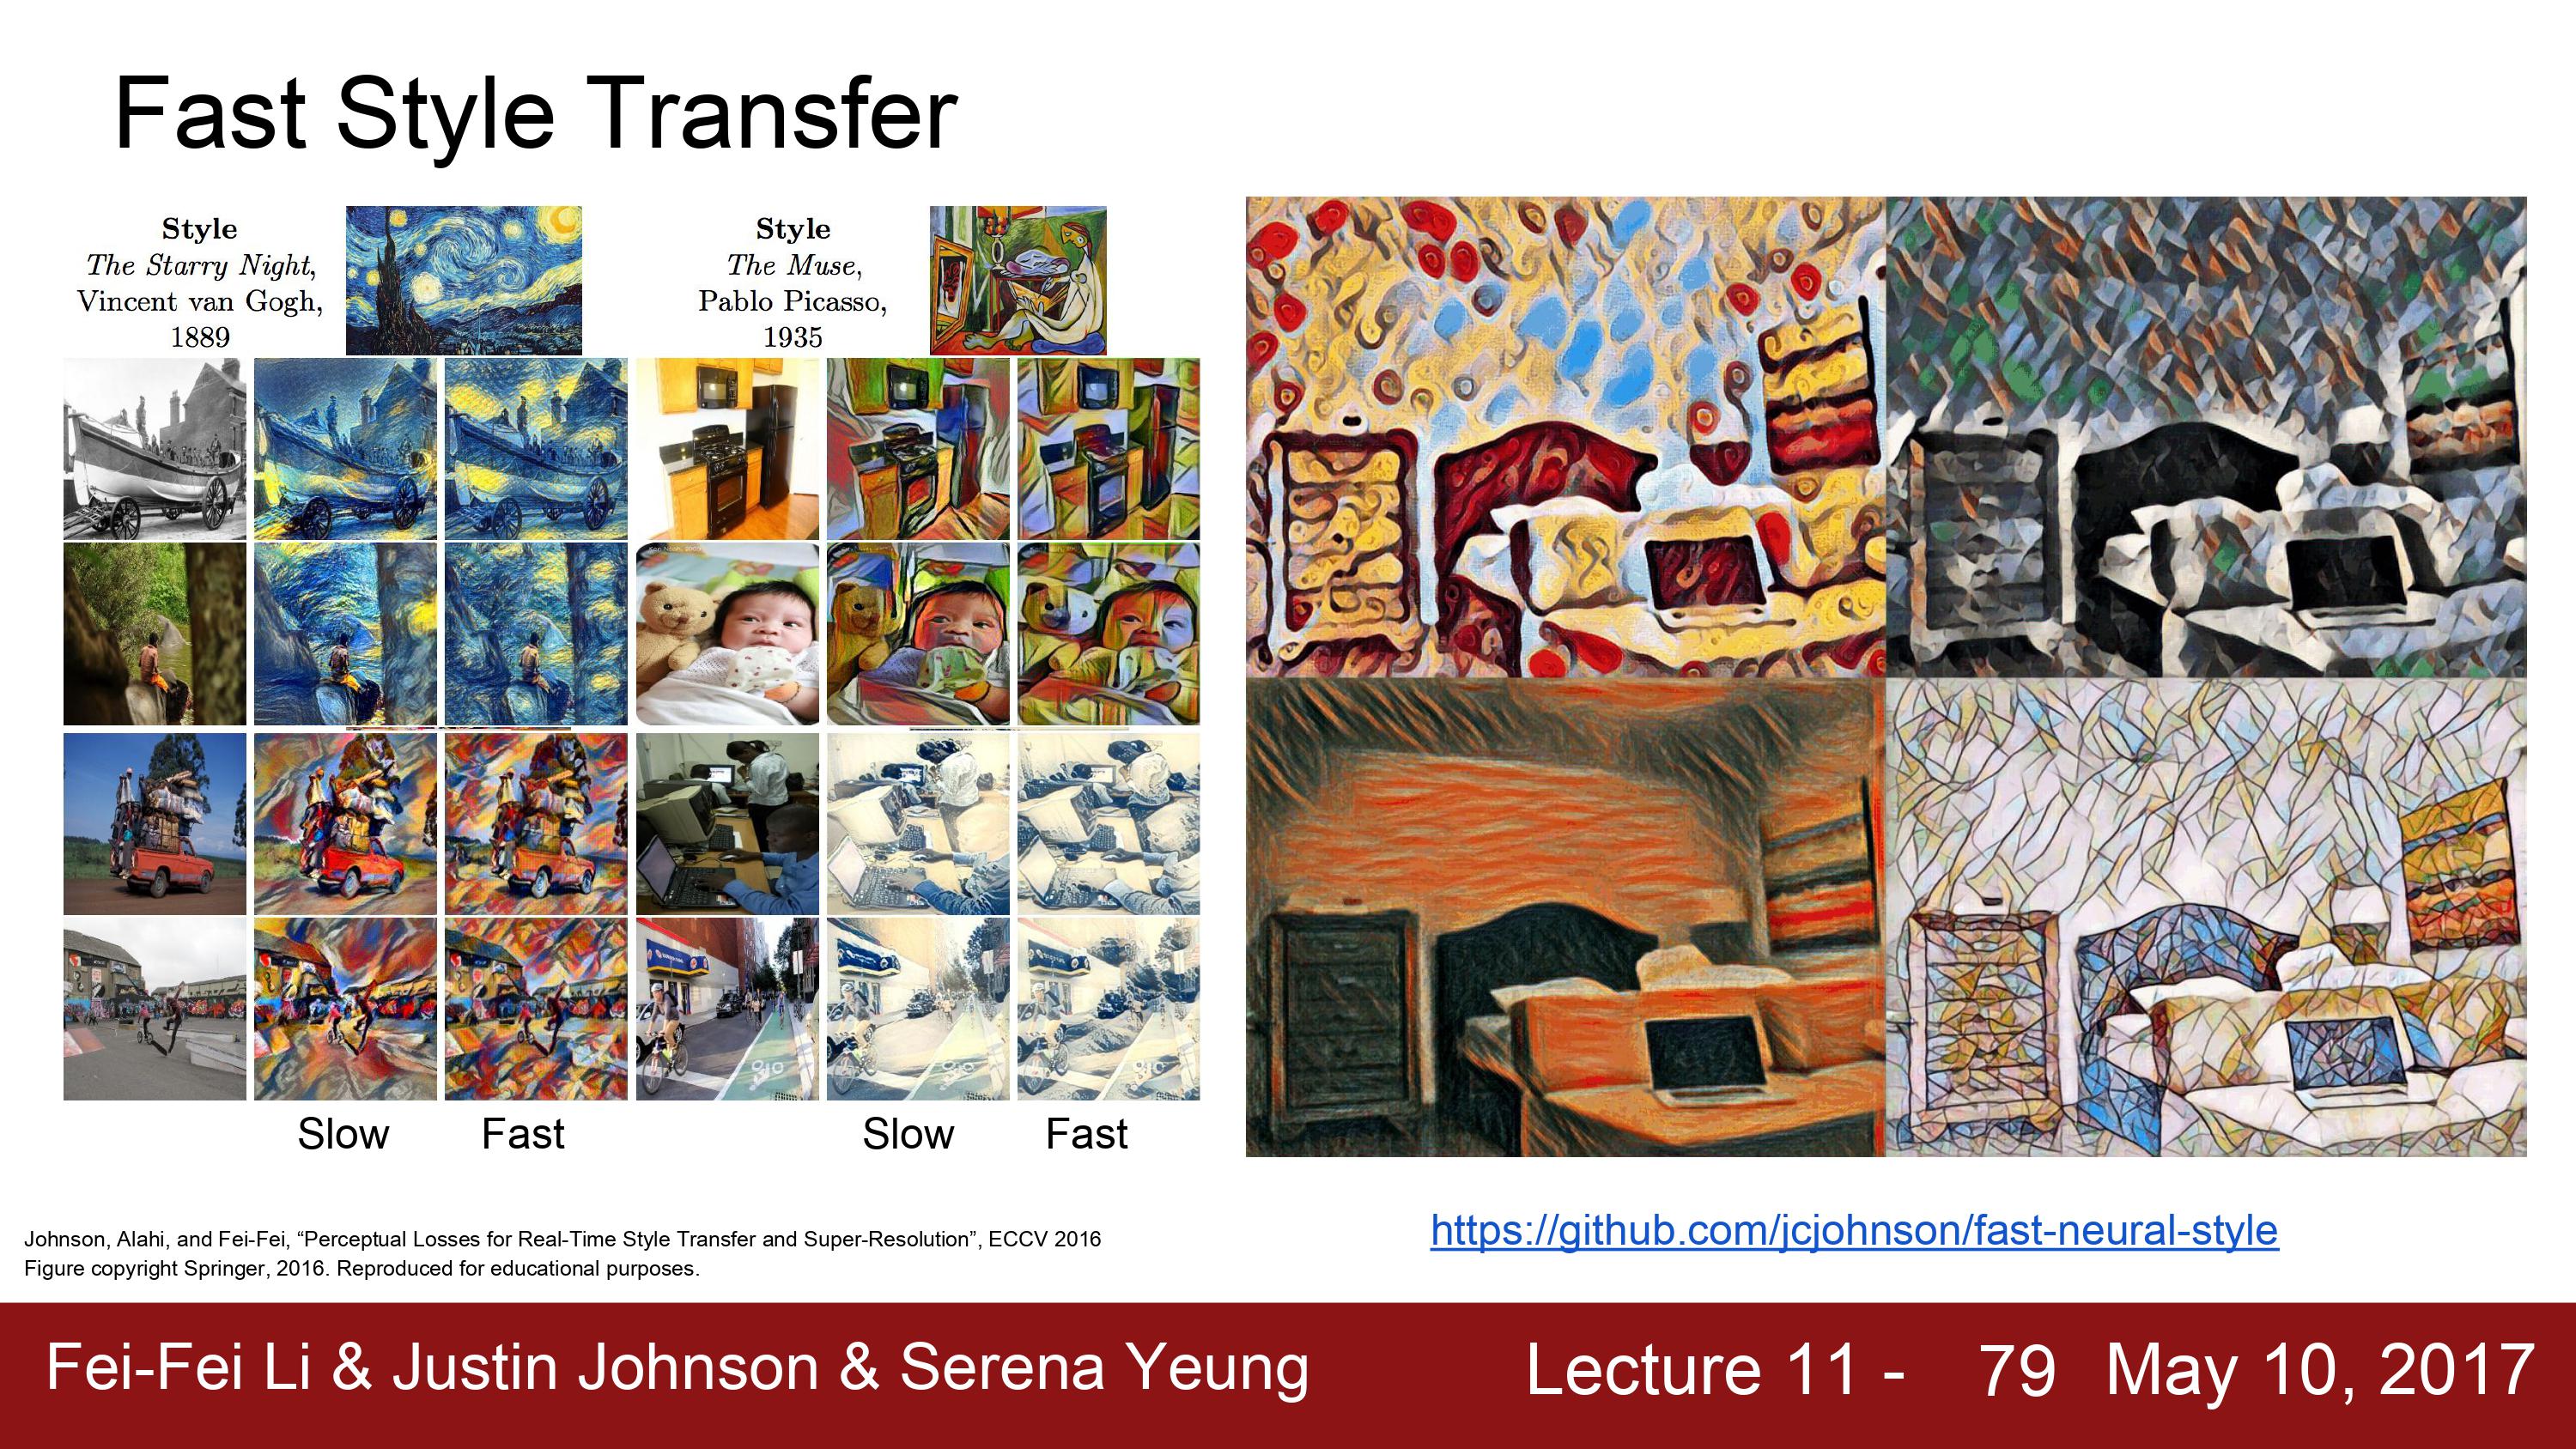 Fast Style Transfer
Style
The Starry Night,
Vincent van Gogh,
1889
Style
The Muse,
Pablo Picasso,
1935
Slow
Fast
Slow
Fast
Johnson, Alahi, and Fei-Fei, “Perceptual Losses for Real-Time Style Transfer and Super-Resolution”, ECCV 2016
Figure copyright Springer, 2016. Reproduced for educational purposes.
https://github.com/jcjohnson/fast-neural-style
Fei-Fei Li & Justin Johnson & Serena Yeung
Lecture 11 - 79 May 10, 2017